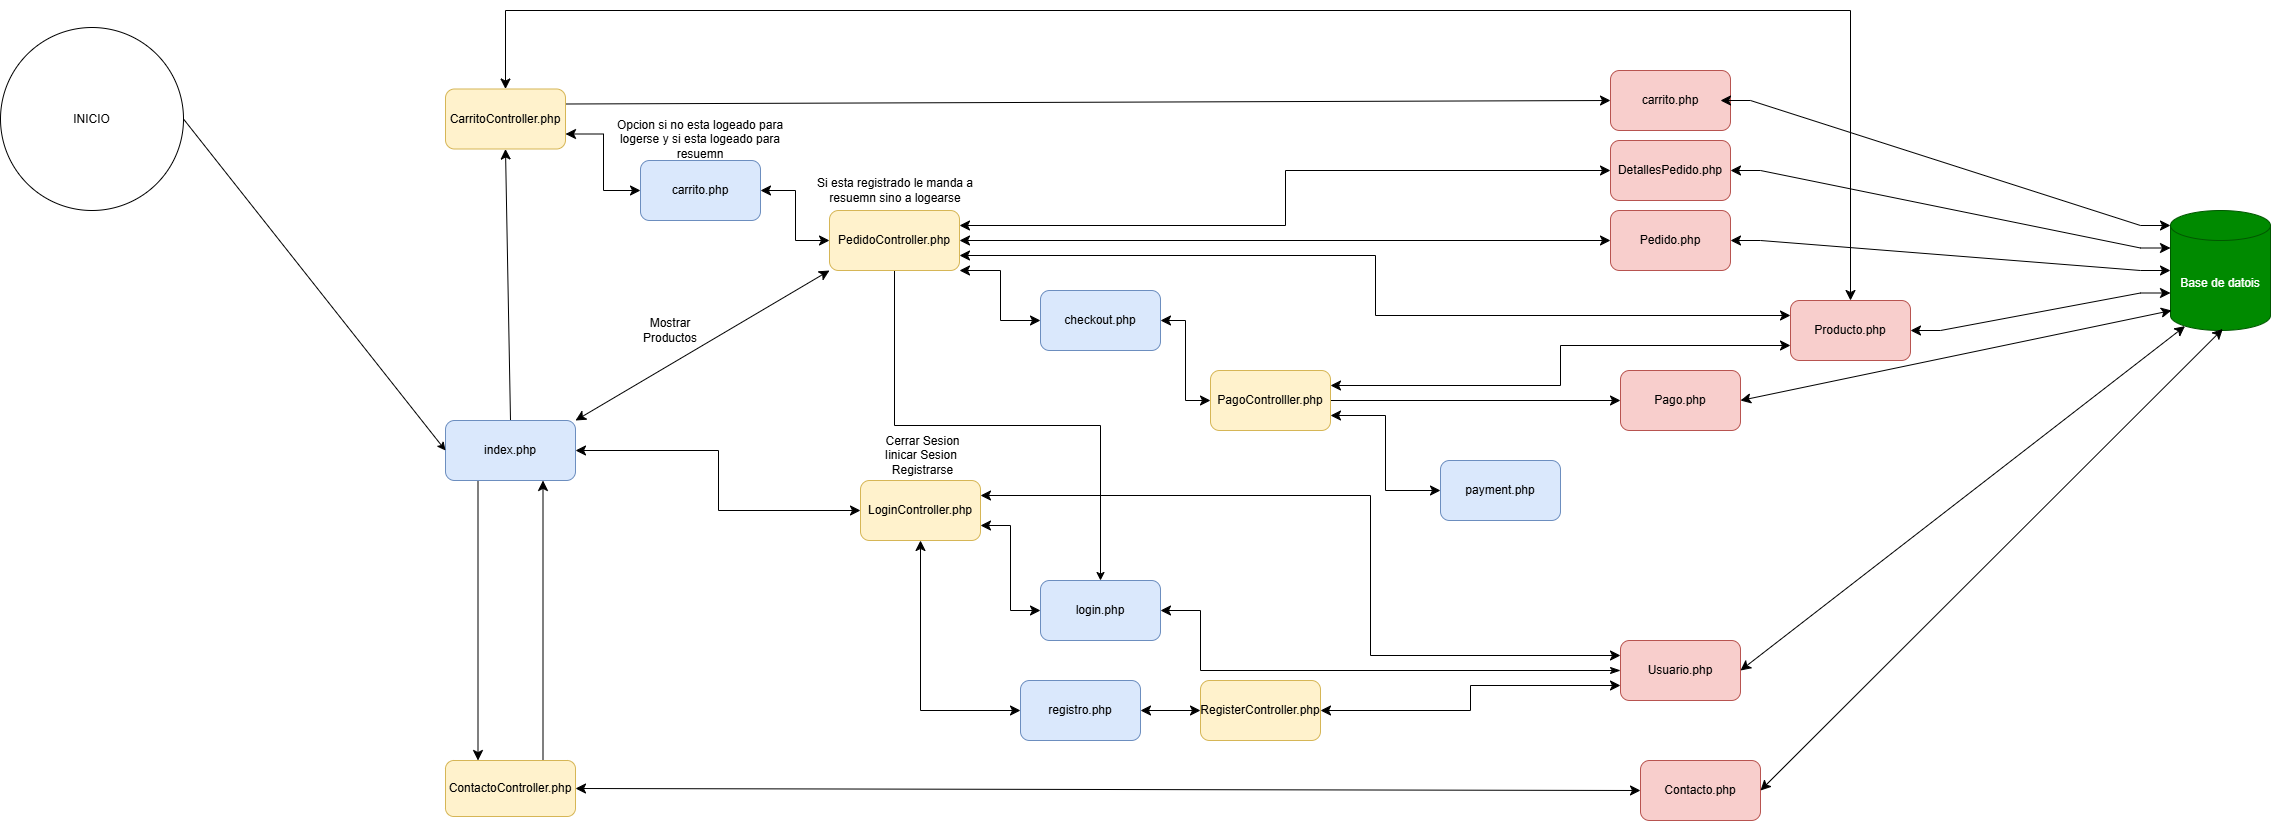 INICIO
CarritoController.php
Opcion si no esta logeado para
logerse y si esta logeado para
resuemn
carrito.php
Si esta registrado le manda a
resuemn sino a logearse
PedidoController.php
carrito.php
DetallesPedido.php
Pedido.php
Base de datois
Producto.php
checkout.php
Mostrar
Productos
PagoControlller.php
Pago.php
index.php
Cerrar Sesion
Iinicar Sesion
Registrarse
LoginController.php
payment.php
login.php
Usuario.php
registro.php
RegisterController.php
ContactoController.php
Contacto.php